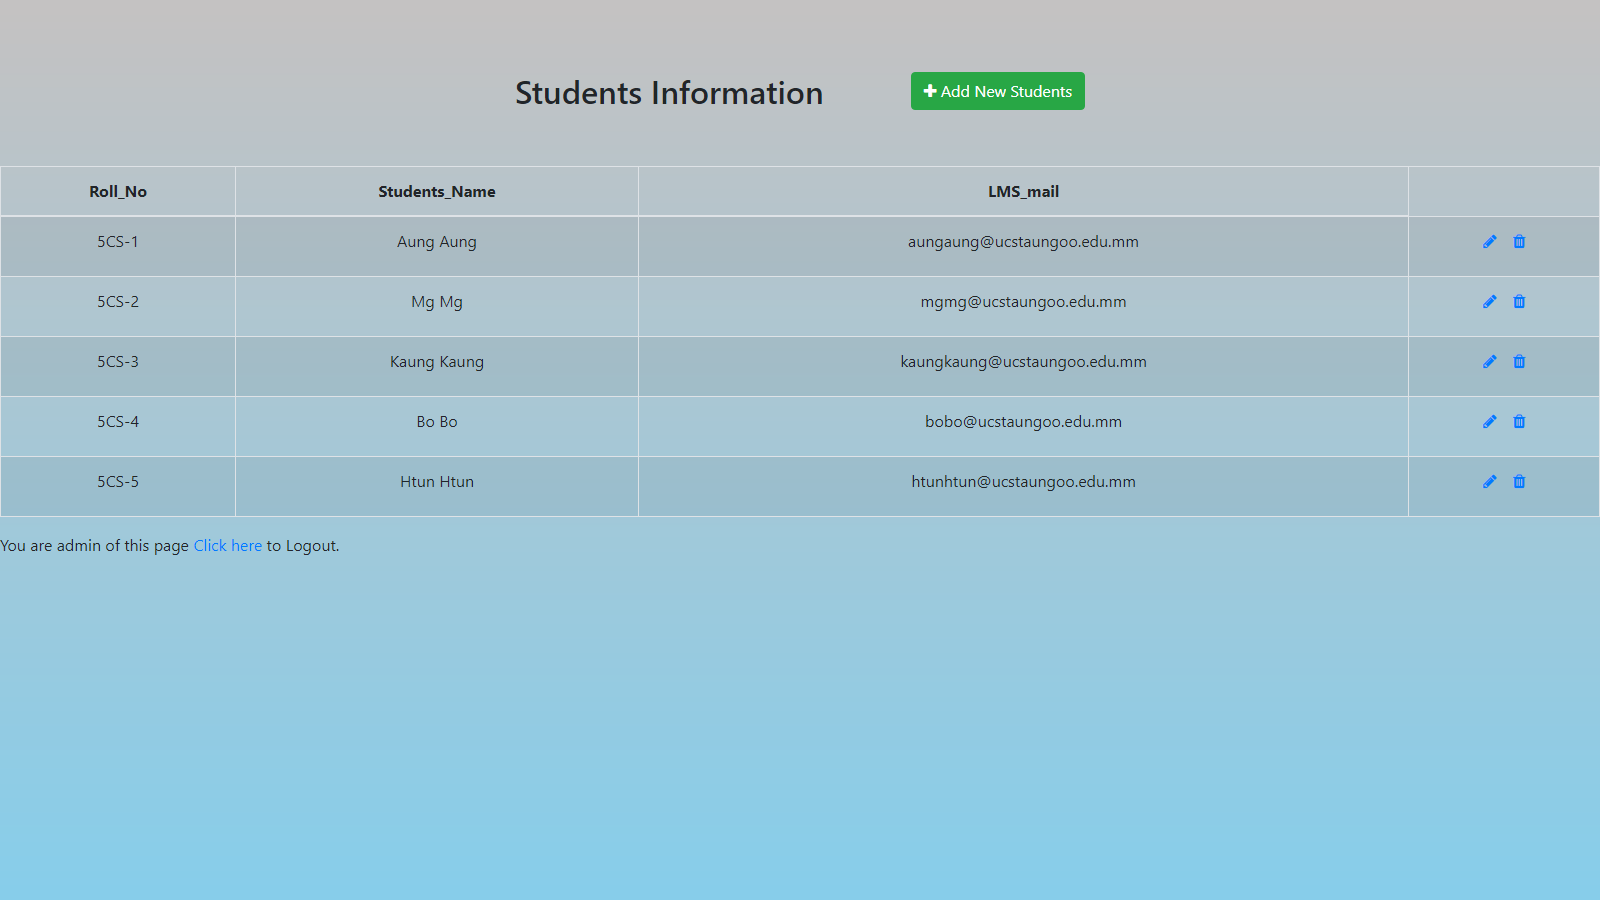 Students Information
Add New Students
Roll_No Students_Name LMS_mail
5CS-1 Aung Aung aungaung@ucstaungoo.edu.mm
5CS-2 Mg Mg mgmg@ucstaungoo.edu.mm
5CS-3 Kaung Kaung kaungkaung@ucstaungoo.edu.mm
5CS-4 Bo Bo bobo@ucstaungoo.edu.mm
5CS-5 Htun Htun htunhtun@ucstaungoo.edu.mm
You are admin of this page Click here to Logout.